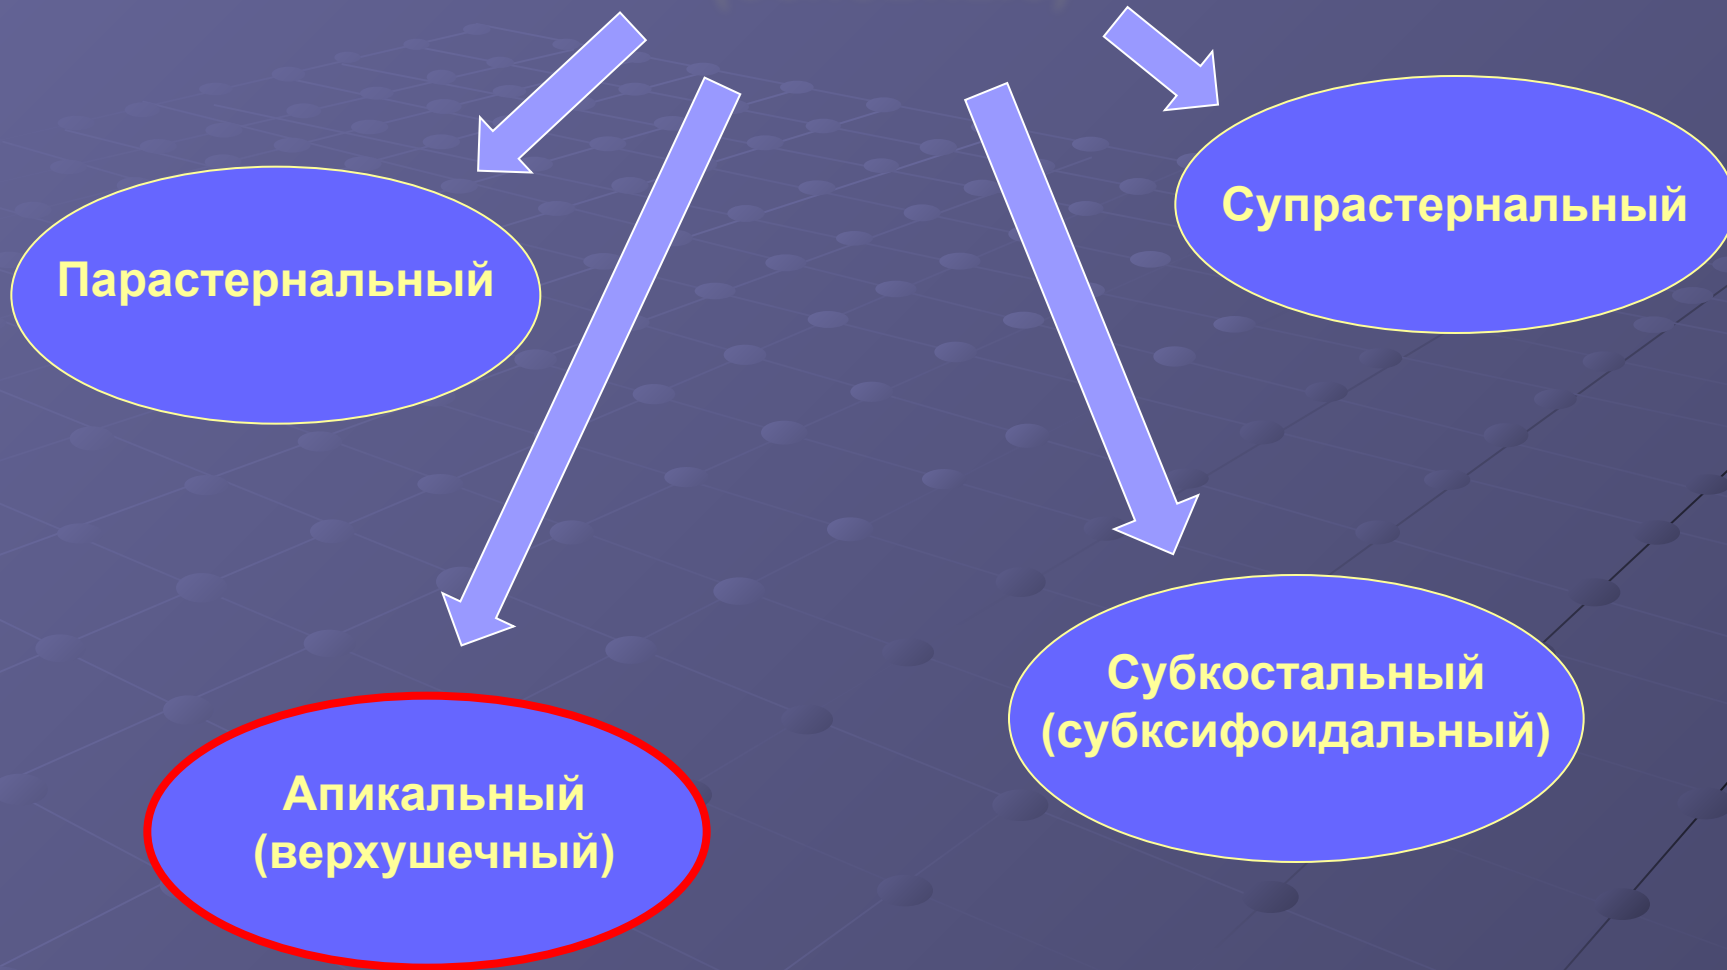 Супрастернальный
Парастернальный
Субкостальный
(субксифоидальный)
Апикальный
(верхушечный)